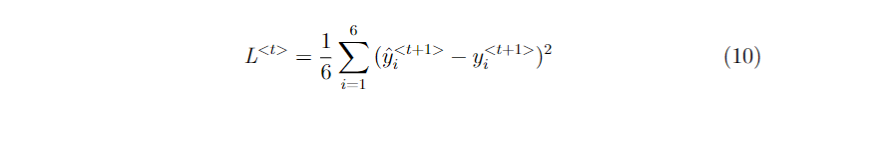 L^{<t>} = \frac{1}{6} \sum_{i=1}^{6} (\hat{y}_i^{<t+1>} - y_i^{<t+1>})^2 (10)